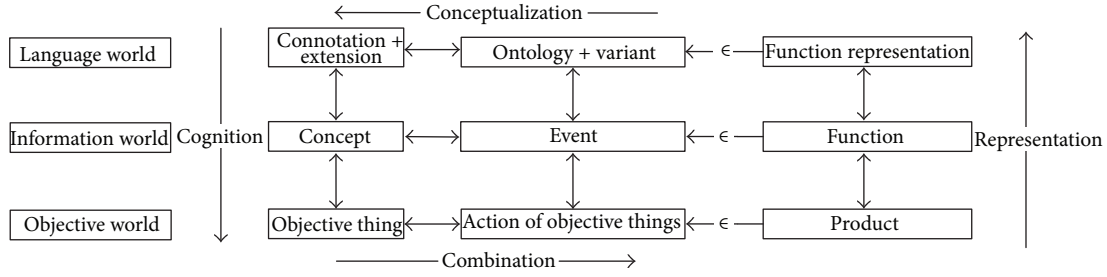 Conceptualization
Language world
Connotation +
extension
Ontology + variant
∈
Function representation
Information world
Cognition
Concept
Event
∈
Function
Representation
Objective world
Objective thing
Action of objective things
∈
Product
Combination